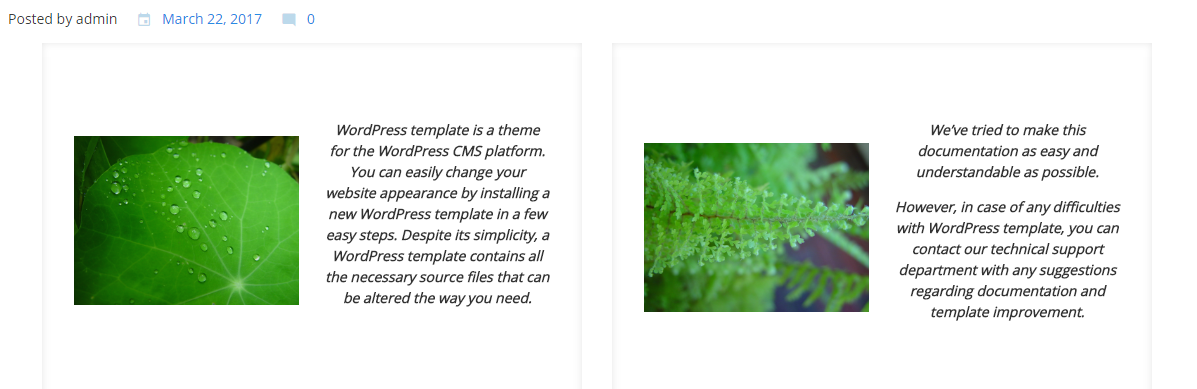 Posted by admin March 22, 2017 0
WordPress template is a theme
for the WordPress CMS platform.
You can easily change your
website appearance by installing a
new WordPress template in a few
easy steps. Despite its simplicity, a
WordPress template contains all
the necessary source files that can
be altered the way you need.
We've tried to make this
documentation as easy and
understandable as possible.
However, in case of any difficulties
with WordPress template, you can
contact our technical support
department with any suggestions
regarding documentation and
template improvement.